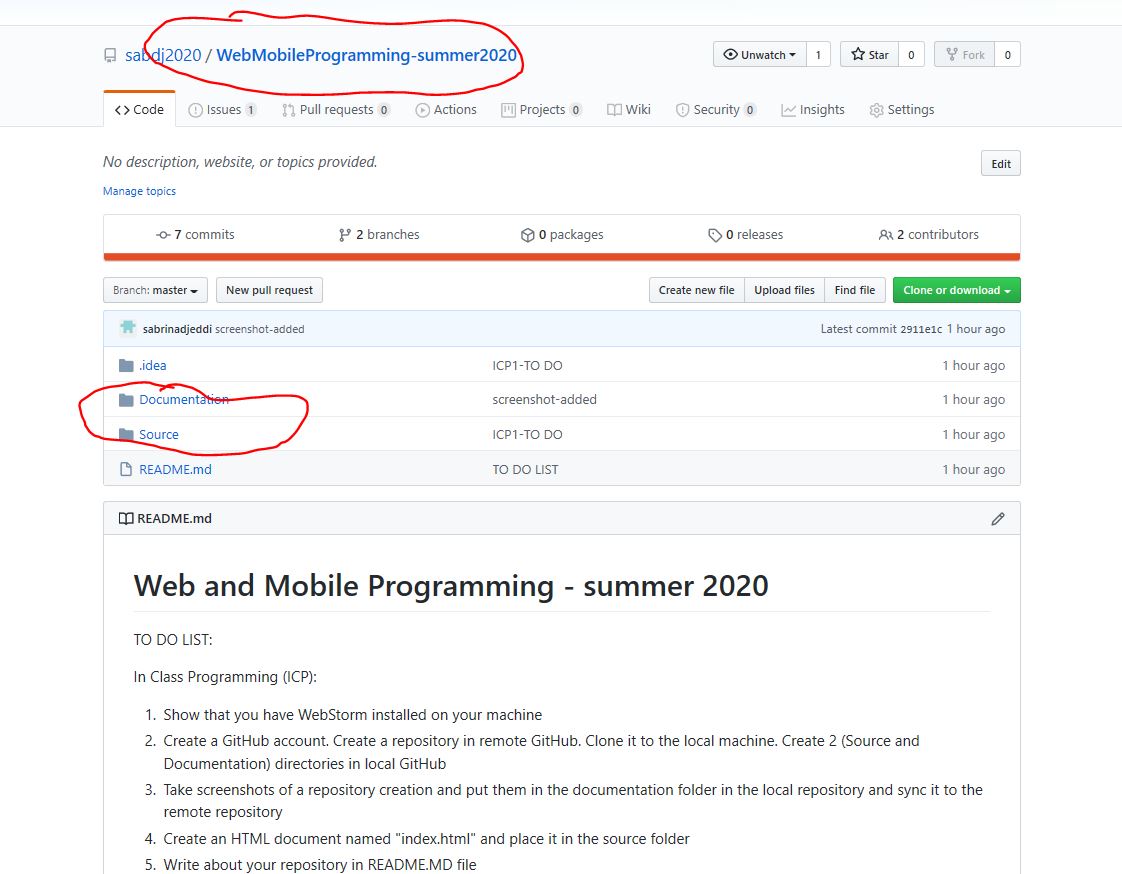 sabdj2020 / WebMobileProgramming-summer2020
Unwatch 1 Star 0 Fork 0
Code Issues 1 Pull requests 0 Actions Projects 0 Wiki Security 0 Insights Settings
No description, website, or topics provided. Edit
Manage topics
7 commits 2 branches 0 packages 0 releases 2 contributors
Branch: master New pull request Create new file Upload files Find file Clone or download
sabrinadjeddi screenshot-added Latest commit 2911e1c 1 hour ago
.idea ICP1-TO DO 1 hour ago
Documentation screenshot-added 1 hour ago
Source ICP1-TO DO 1 hour ago
README.md TO DO LIST 1 hour ago
README.md
Web and Mobile Programming - summer 2020
TO DO LIST:
In Class Programming (ICP):
1. Show that you have WebStorm installed on your machine
2. Create a GitHub account. Create a repository in remote GitHub. Clone it to the local machine. Create 2 (Source and
Documentation) directories in local GitHub
3. Take screenshots of a repository creation and put them in the documentation folder in the local repository and sync it to the
remote repository
4. Create an HTML document named "index.html" and place it in the source folder
5. Write about your repository in README.MD file